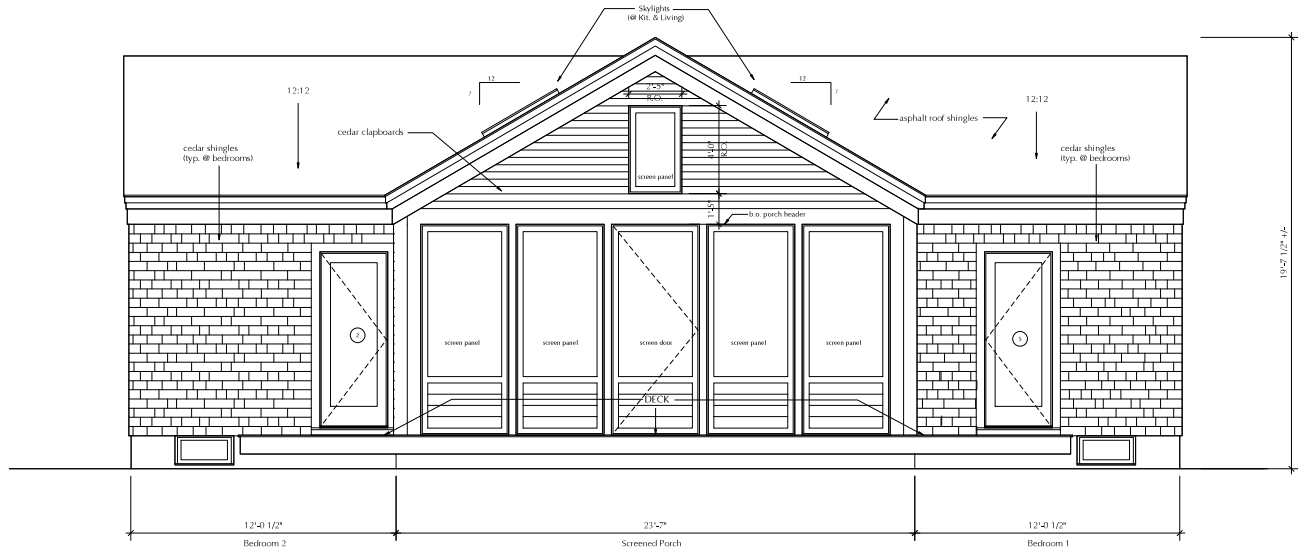 Skylights
(@ Kit. & Living)
12
7
12
7
12:12
12:12
2'-5"
R.O.
asphalt roof shingles
cedar clapboards
cedar shingles
(typ. @ bedrooms)
cedar shingles
(typ. @ bedrooms)
4'-0"
R.O.
screen panel
1'-5"
b.o. porch header
19'-7 1/2" +/-
2
5
screen panel
screen panel
screen door
screen panel
screen panel
DECK
12'-0 1/2"
23'-7"
12'-0 1/2"
Bedroom 2
Screened Porch
Bedroom 1